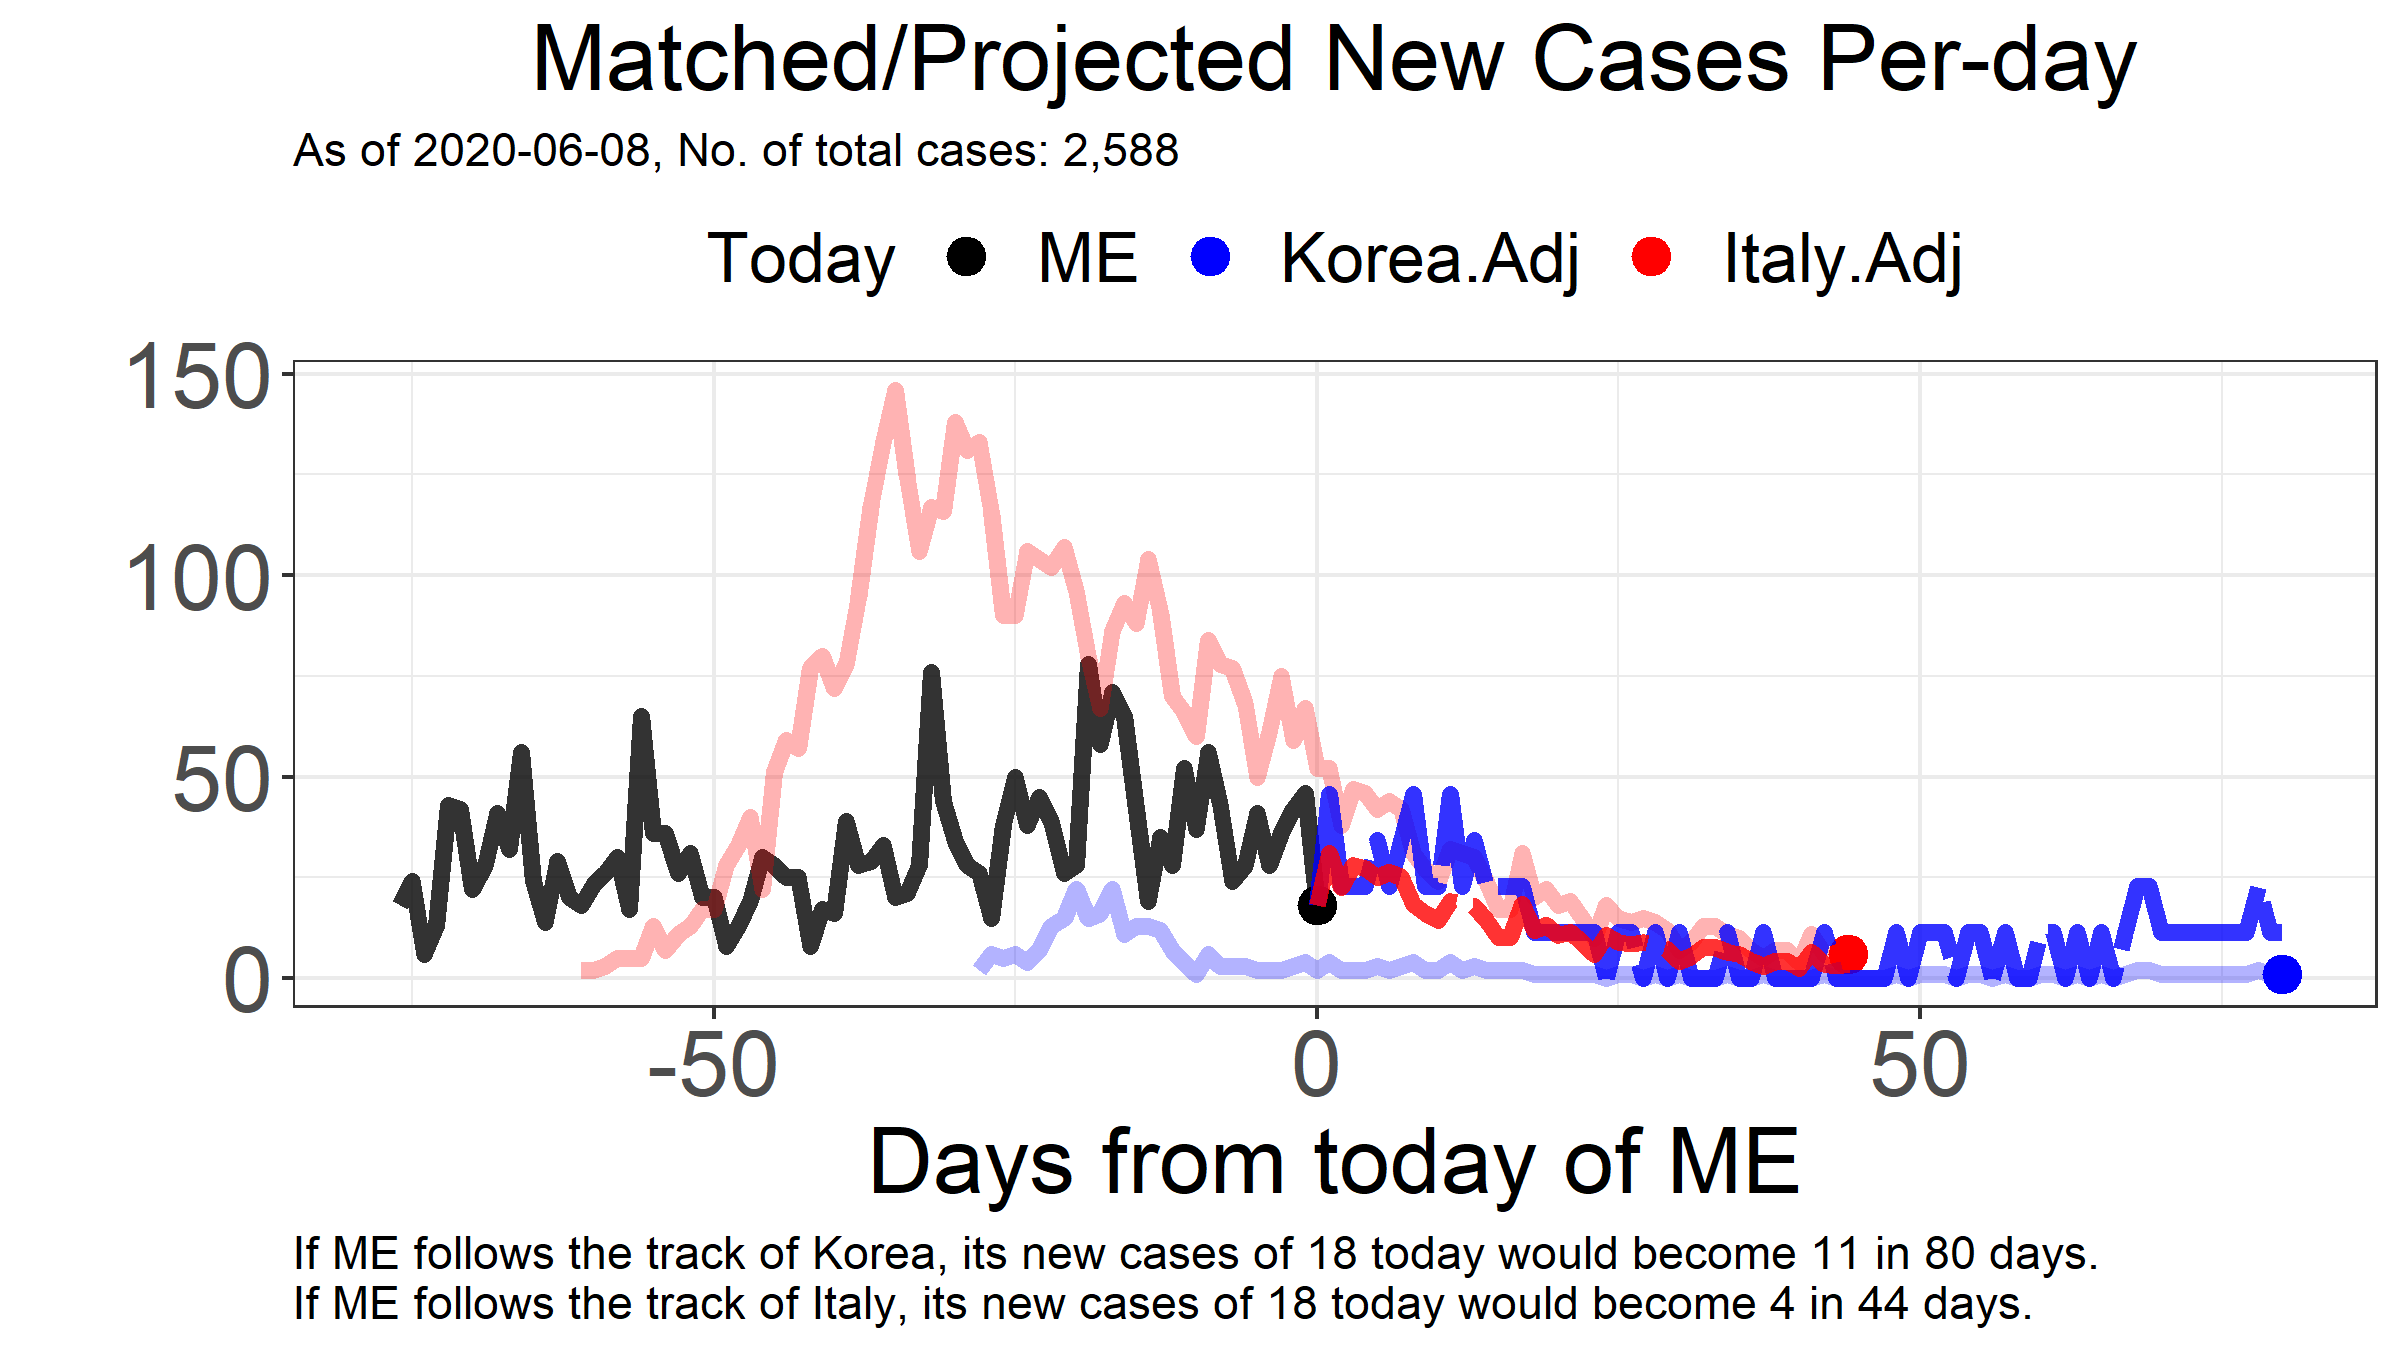 Matched/Projected New Cases Per-day
As of 2020-06-08, No. of total cases: 2,588
Today ME Korea.Adj Italy.Adj
150
100
50
0
-50 0 50
Days from today of ME
If ME follows the track of Korea, its new cases of 18 today would become 11 in 80 days.
If ME follows the track of Italy, its new cases of 18 today would become 4 in 44 days.